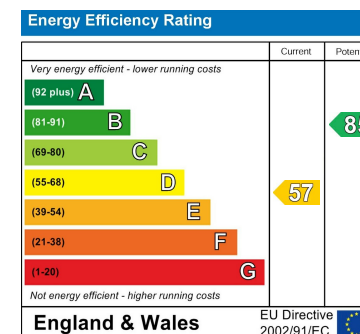 Energy Efficiency Rating
Current
Very energy efficient - lower running costs
(92 plus) A
(81-91) B
(69-80) C
(55-68) D
57
(39-54) E
(21-38) F
(1-20) G
Not energy efficient - higher running costs
England & Wales
EU Directive
2002/91/EC